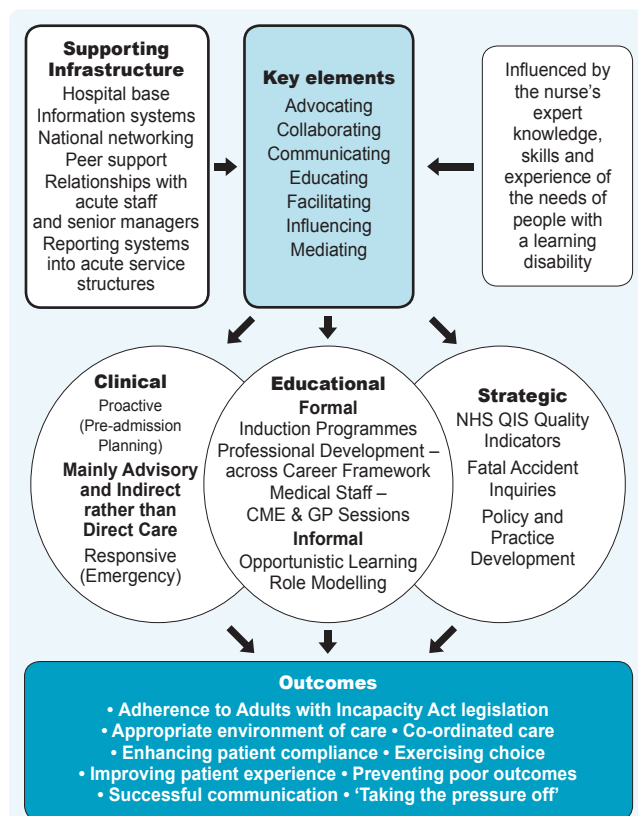 Supporting
Infrastructure
Hospital base
Information systems
National networking
Peer support
Relationships with
acute staff
and senior managers
Reporting systems
into acute service
structures
Key elements
Advocating
Collaborating
Communicating
Educating
Facilitating
Influencing
Mediating
Influenced by
the nurse's
expert
knowledge,
skills and
experience of
the needs of
people with
a learning
disability
Clinical
Proactive
(Pre-admission
Planning)
Mainly Advisory
and Indirect
rather than
Direct Care
Responsive
(Emergency)
Educational
Formal
Induction Programmes
Professional Development –
across Career Framework
Medical Staff –
CME & GP Sessions
Informal
Opportunistic Learning
Role Modelling
Strategic
NHS QIS Quality
Indicators
Fatal Accident
Inquiries
Policy and
Practice
Development
Outcomes
• Adherence to Adults with Incapacity Act legislation
• Appropriate environment of care • Co-ordinated care
• Enhancing patient compliance • Exercising choice
• Improving patient experience • Preventing poor outcomes
• Successful communication • 'Taking the pressure off'